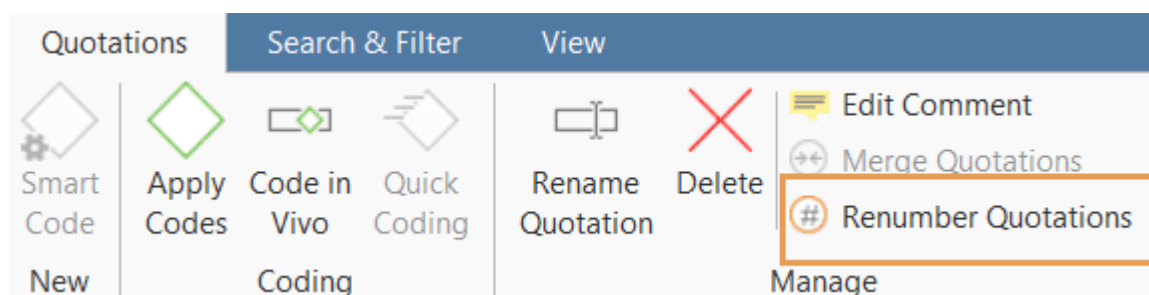 Quotations Search & Filter View
Edit Comment
Merge Quotations
Renumber Quotations
Smart Code
Apply Codes
Code in Vivo
Quick Coding
Rename Quotation
Delete
New Coding Manage